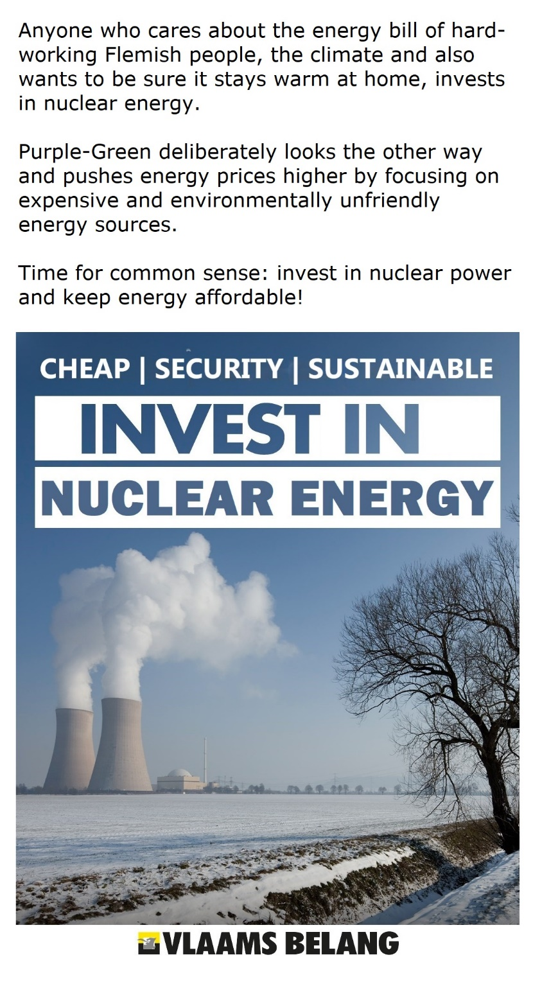 Anyone who cares about the energy bill of hard-
working Flemish people, the climate and also
wants to be sure it stays warm at home, invests
in nuclear energy.
Purple-Green deliberately looks the other way
and pushes energy prices higher by focusing on
expensive and environmentally unfriendly
energy sources.
Time for common sense: invest in nuclear power
and keep energy affordable!
CHEAP | SECURITY | SUSTAINABLE
INVEST IN
NUCLEAR ENERGY
VLAAMS BELANG